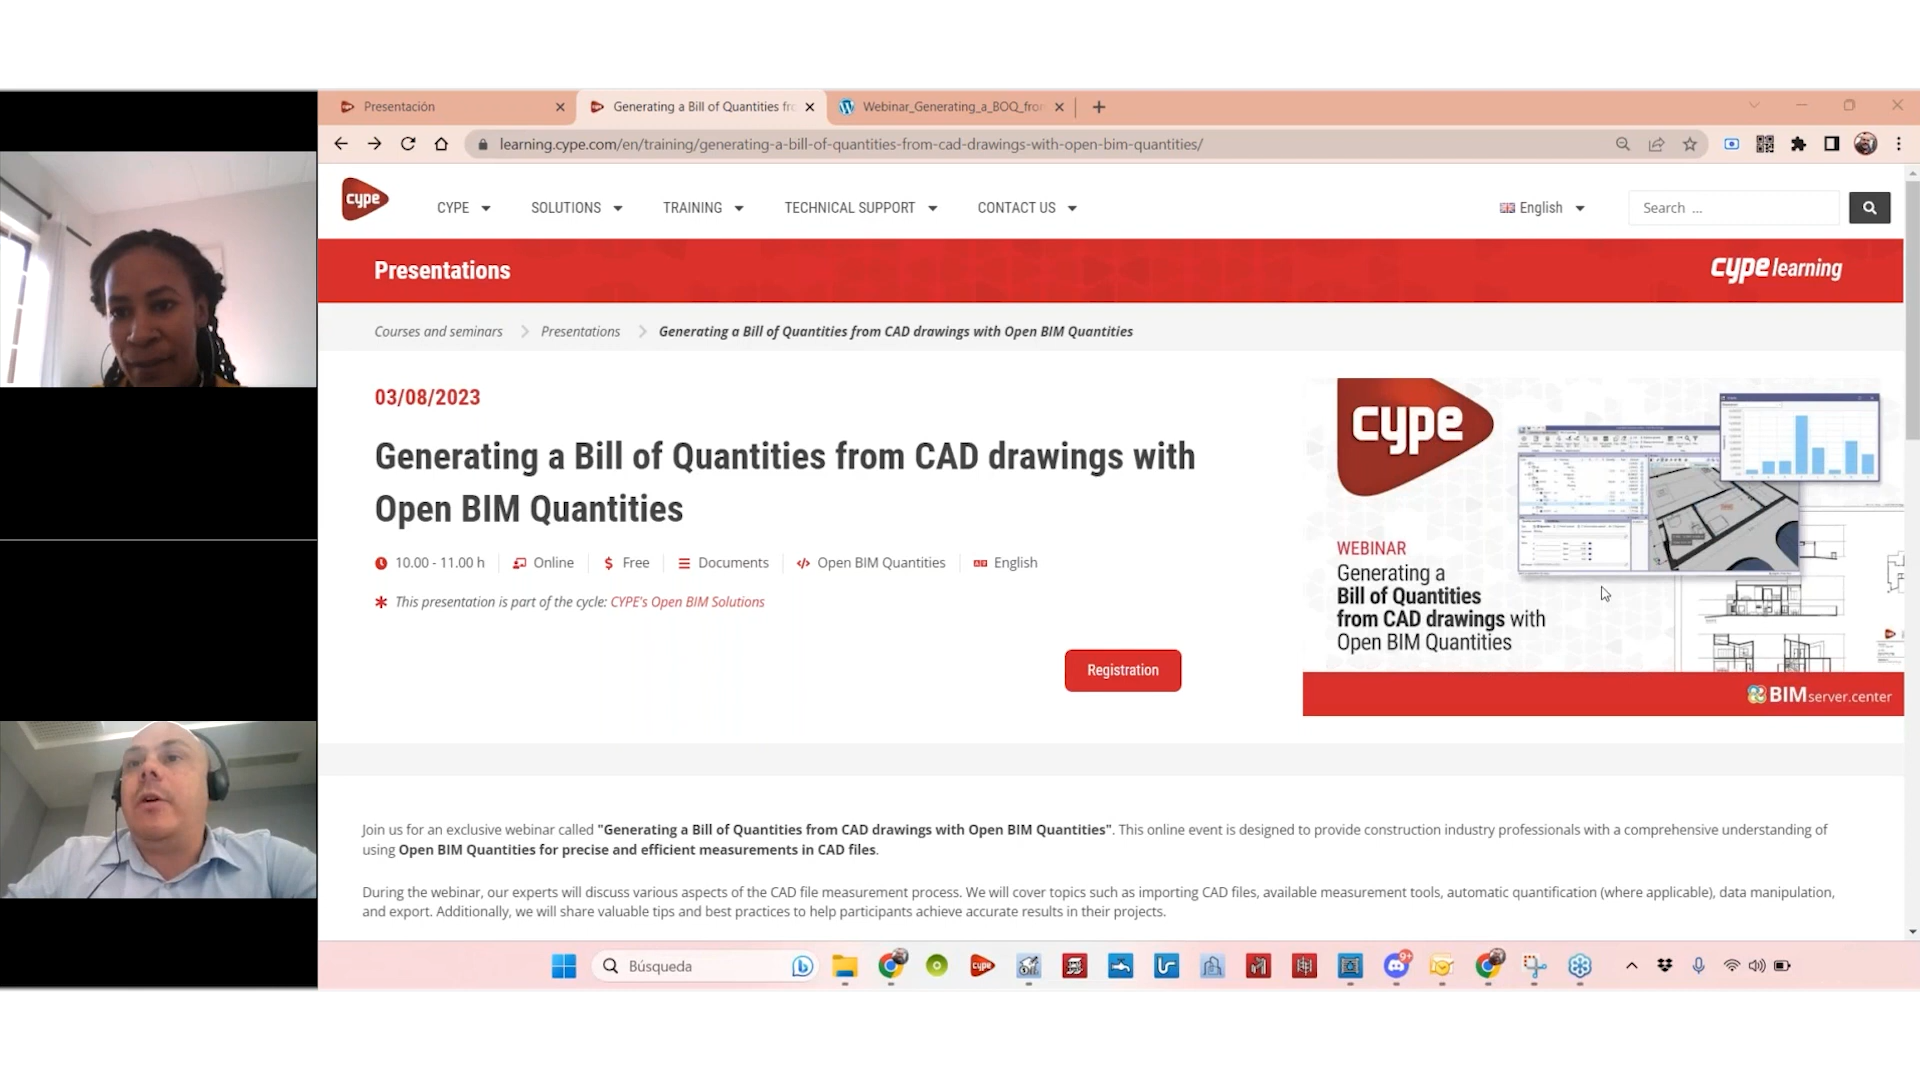 Presentación
Generating a Bill of Quantities fro
Webinar_Generating_a_BOQ_fro
learning.cype.com/en/training/generating-a-bill-of-quantities-from-cad-drawings-with-open-bim-quantities/
cype
CYPE
SOLUTIONS
TRAINING
TECHNICAL SUPPORT
CONTACT US
English
Search ...
Presentations
cype learning
Courses and seminars
Presentations
Generating a Bill of Quantities from CAD drawings with Open BIM Quantities
03/08/2023
Generating a Bill of Quantities from CAD drawings with
Open BIM Quantities
10.00 - 11.00 h
Online
Free
Documents
Open BIM Quantities
English
This presentation is part of the cycle: CYPE's Open BIM Solutions
Registration
cype
WEBINAR
Generating a
Bill of Quantities
from CAD drawings with
Open BIM Quantities
BIMserver.center
Join us for an exclusive webinar called "Generating a Bill of Quantities from CAD drawings with Open BIM Quantities". This online event is designed to provide construction industry professionals with a comprehensive understanding of
using Open BIM Quantities for precise and efficient measurements in CAD files.
During the webinar, our experts will discuss various aspects of the CAD file measurement process. We will cover topics such as importing CAD files, available measurement tools, automatic quantification (where applicable), data manipulation,
and export. Additionally, we will share valuable tips and best practices to help participants achieve accurate results in their projects.
Búsqueda
cype
9+